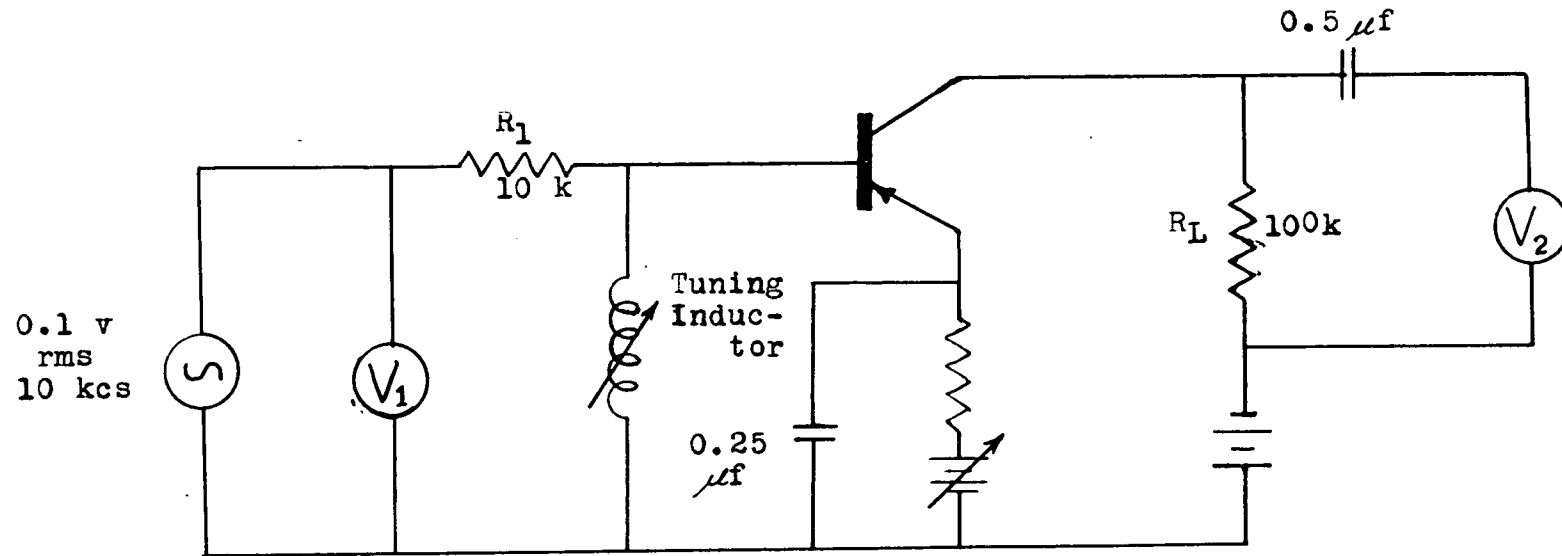 0.5 μf
R1
10 k
RL 100k
V2
Tuning
Induc-
tor
0.1 v
rms
10 kcs
V1
0.25
μf